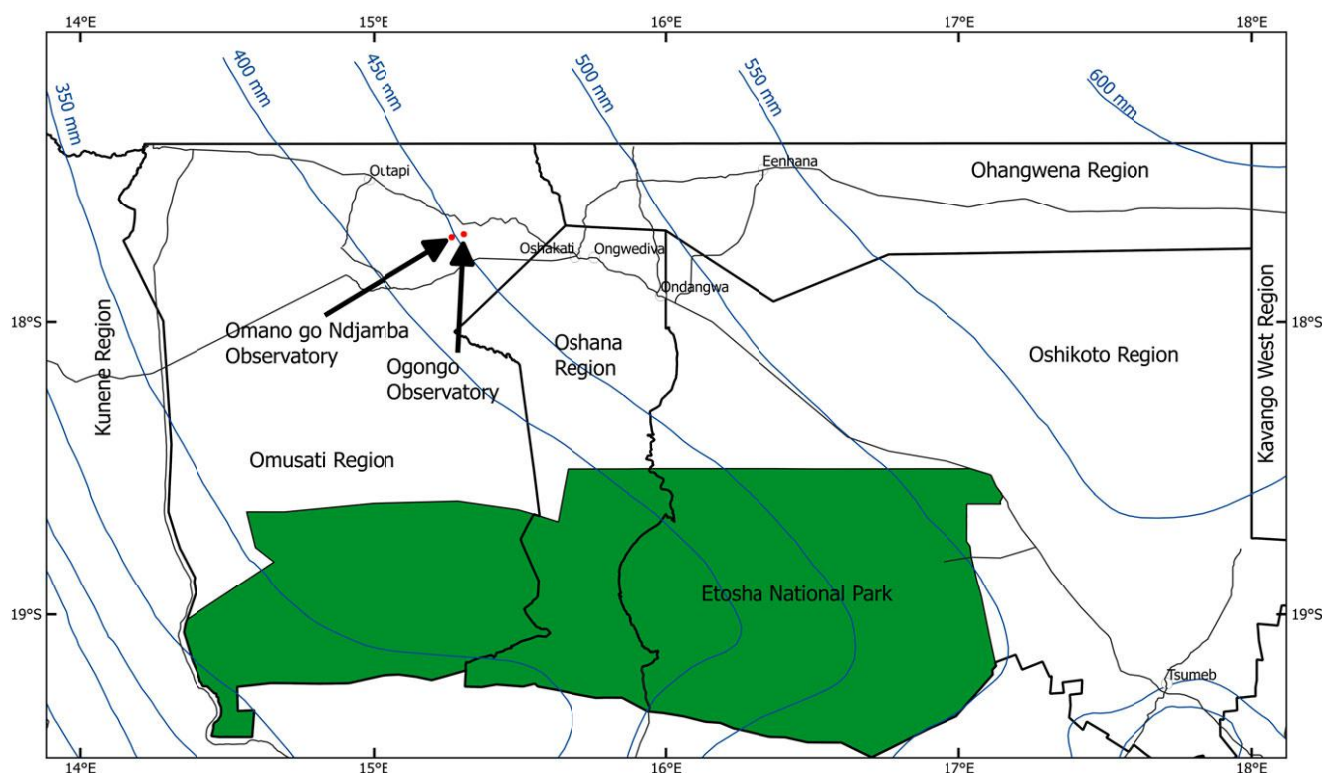 14°E
15°E
16°E
17°E
18°E
350 mm
400 mm
450 mm
500 mm
550 mm
600 mm
Outapi
Eenhana
Ohangwena Region
Oshakati
Ongwediva
Ondangwa
18°S
18°S
Omano go Ndjamba
Observatory
Ogongo
Observatory
Oshana
Region
Oshikoto Region
Kunene Region
Kavango West Region
Omusati Region
Etosha National Park
19°S
19°S
Tsumeb
14°E
15°E
16°E
17°E
18°E